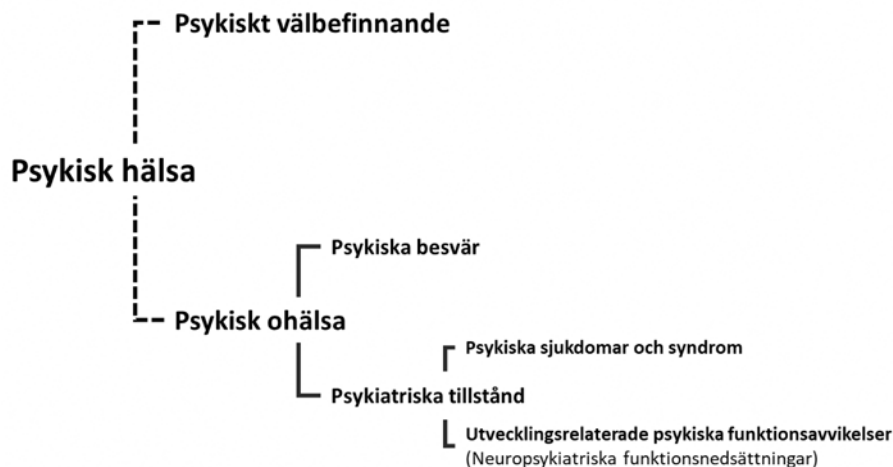 Psykiskt välbefinnande
Psykisk hälsa
Psykiska besvär
Psykisk ohälsa
Psykiska sjukdomar och syndrom
Psykiatriska tillstånd
Utvecklingsrelaterade psykiska funktionsavvikelser
(Neuropsykiatriska funktionsnedsättningar)